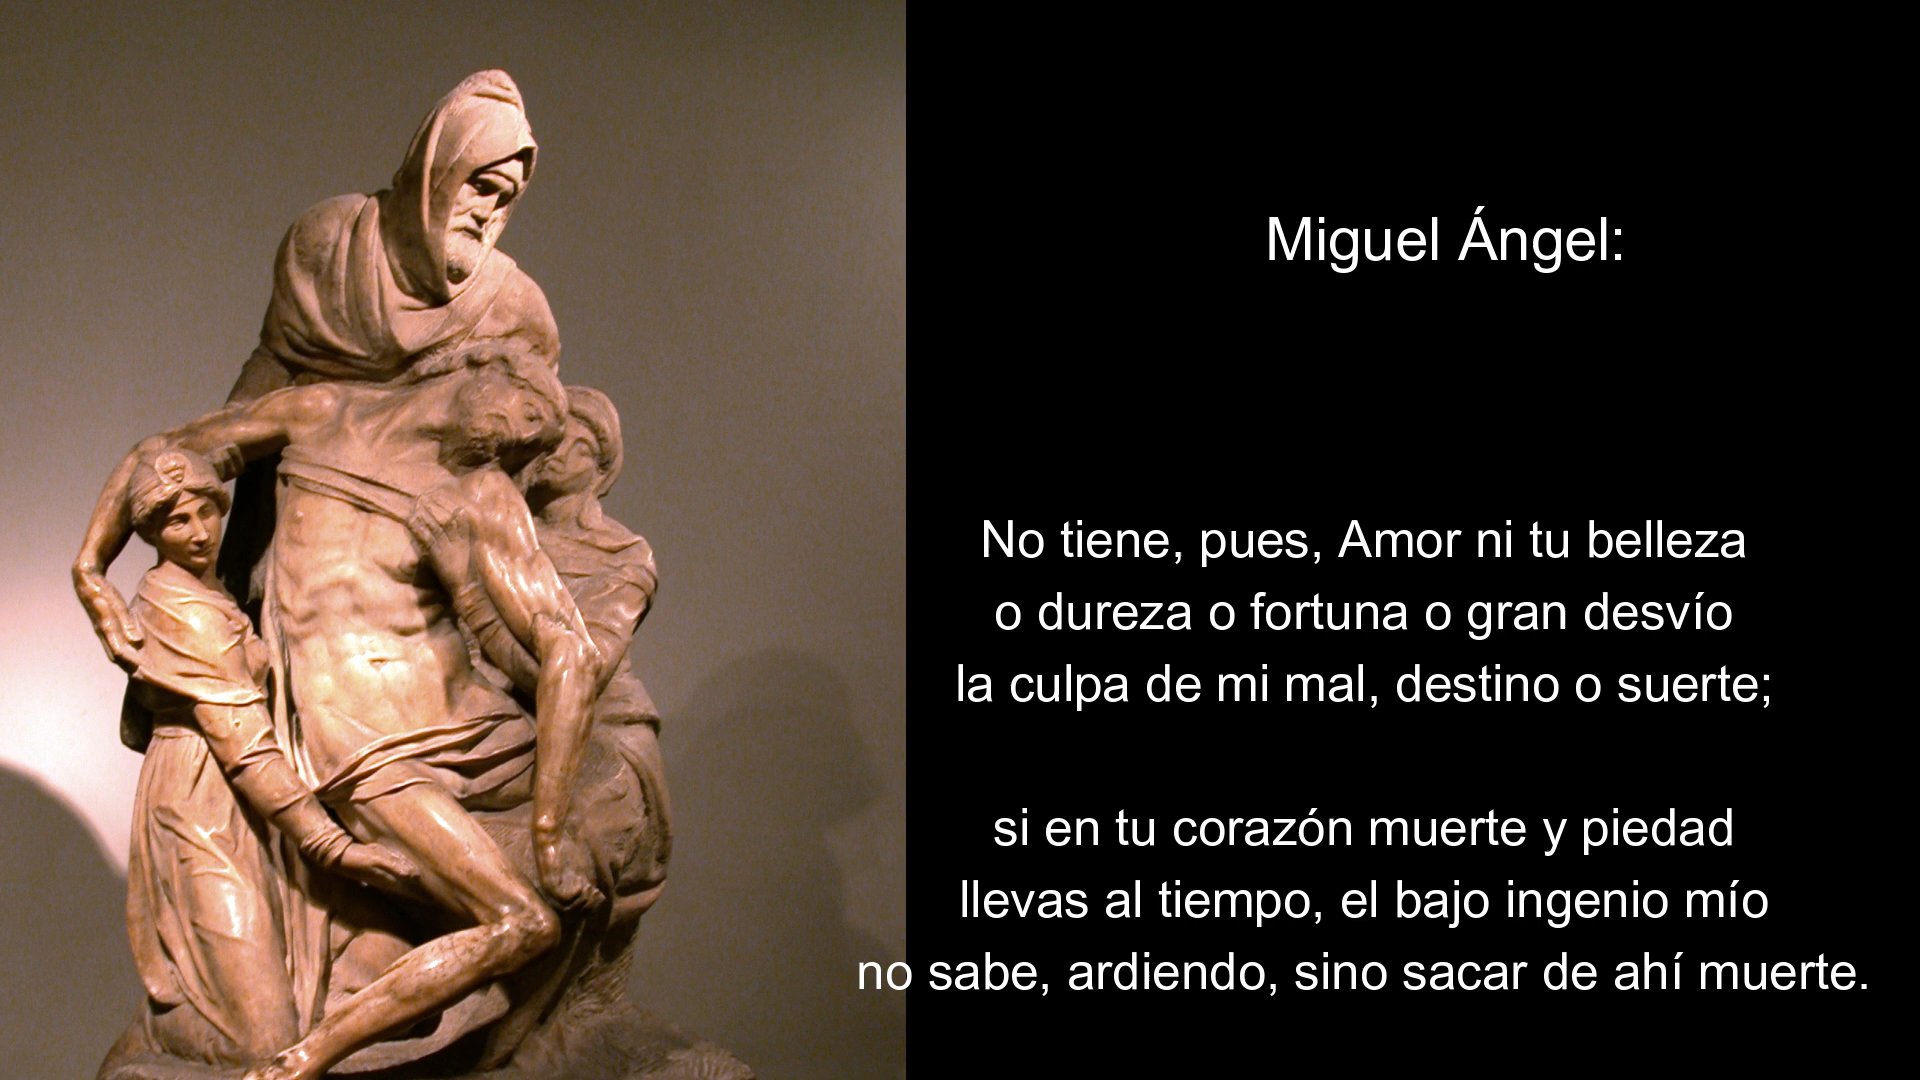 Miguel Ángel:
No tiene, pues, Amor ni tu belleza
o dureza o fortuna o gran desvío
la culpa de mi mal, destino o suerte;
si en tu corazón muerte y piedad
llevas al tiempo, el bajo ingenio mío
no sabe, ardiendo, sino sacar de ahí muerte.